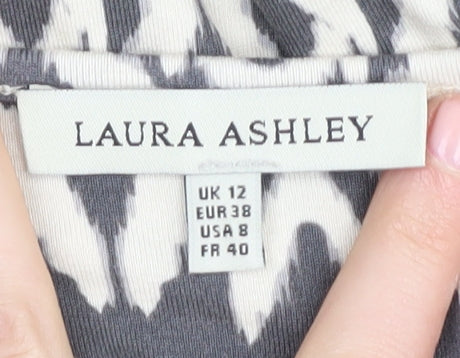 LAURA ASHLEY
UK 12
EUR 38
USA 8
FR 40